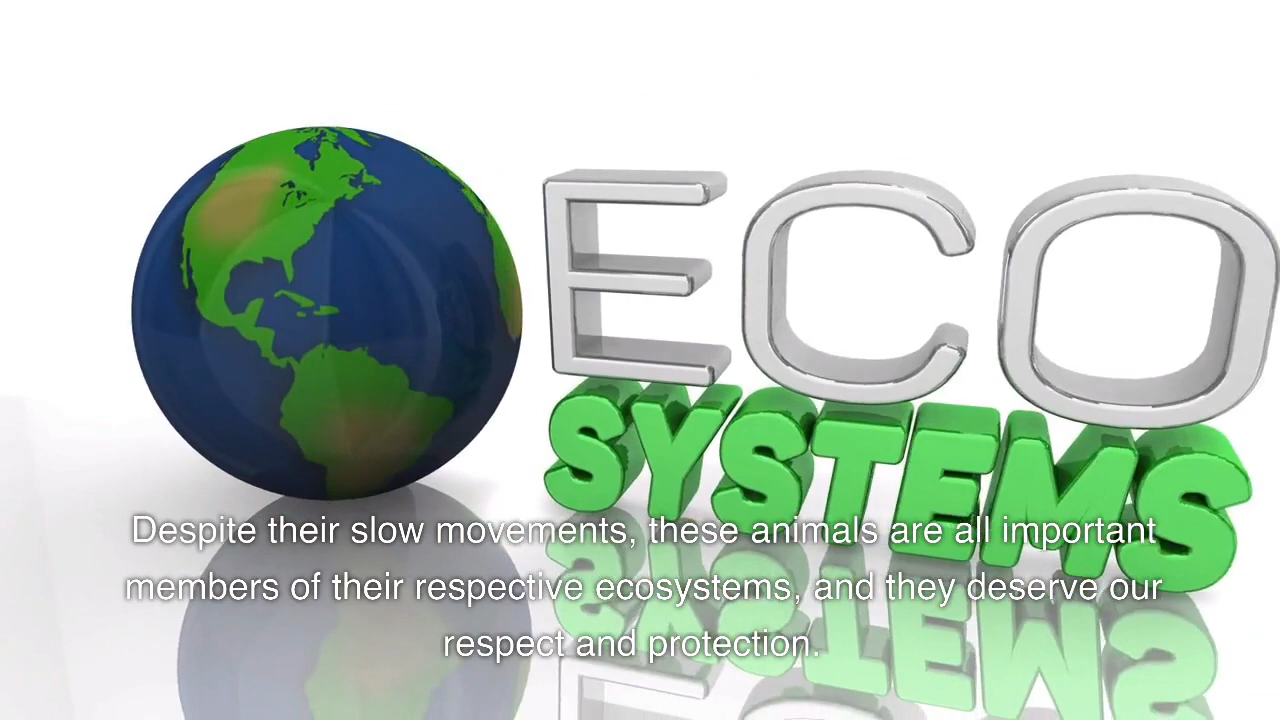 ECO
SYSTEMS
Despite their slow movements, these animals are all important
members of their respective ecosystems, and they deserve our
respect and protection.